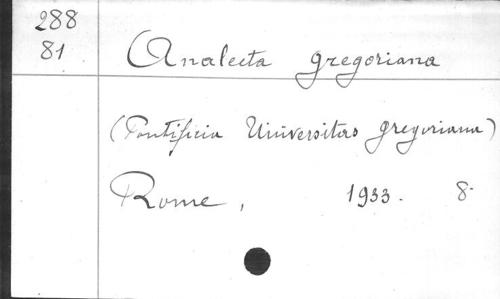 288
81
Analecta gregoriana
(Pontificia Universitas gregoriana)
Rome, 1933. 8.